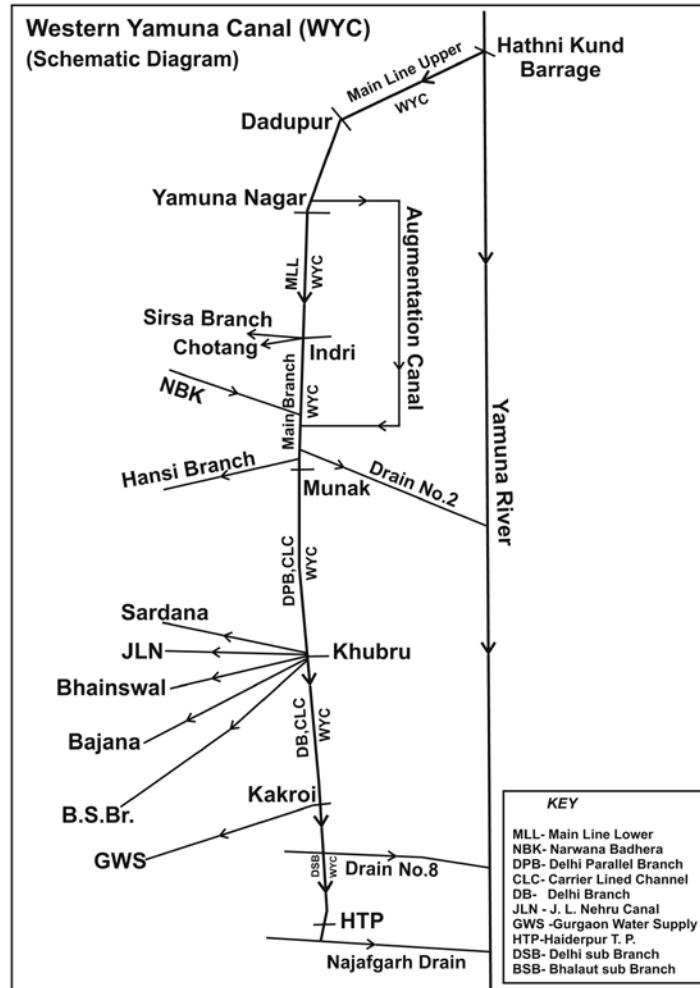 Western Yamuna Canal (WYC)
(Schematic Diagram)
Main Line Upper
WYC
Hathni Kund
Barrage
Dadupur
Yamuna Nagar
MLL
WYC
Augmentation Canal
Sirsa Branch
Chotang
Indri
NBK
Main Branch
WYC
Yamuna River
Hansi Branch
Munak
Drain No.2
DPB,CLC
WYC
Sardana
JLN
Khubru
Bhainswal
Bajana
DB,CLC
WYC
B.S.Br.
Kakroi
GWS
DSB
WYC
Drain No.8
HTP
Najafgarh Drain
KEY
MLL- Main Line Lower
NBK- Narwana Badhera
DPB- Delhi Parallel Branch
CLC- Carrier Lined Channel
DB- Delhi Branch
JLN - J. L. Nehru Canal
GWS -Gurgaon Water Supply
HTP-Haiderpur T. P.
DSB- Delhi sub Branch
BSB- Bhalaut sub Branch